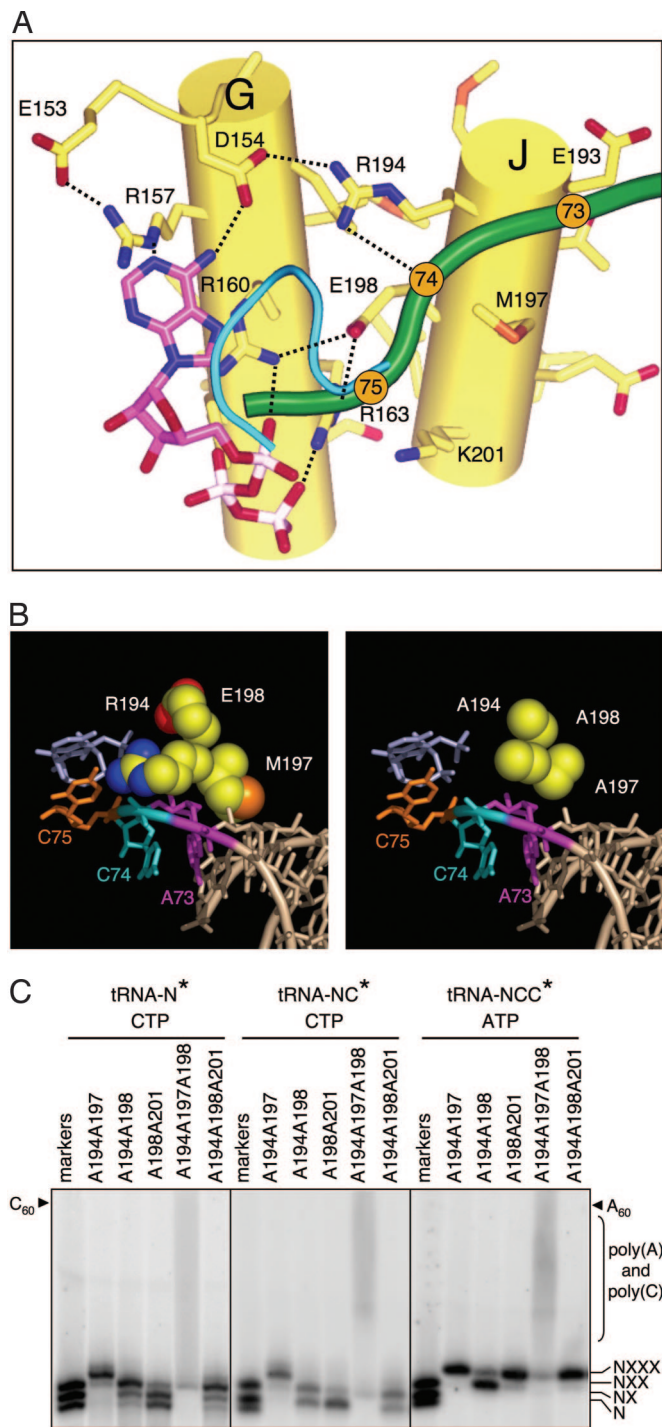 A
G
E153
D154
R194
J
E193
R157
73
74
R160
E198
M197
75
R163
K201
B
R194
E198
M197
C75
C74
A73
A194
A198
A197
C75
C74
A73
C
tRNA-N* tRNA-NC* tRNA-NCC*
CTP CTP ATP
markers A194A197 A194A198 A198A201 A194A197A198 A194A198A201 markers A194A197 A194A198 A198A201 A194A197A198 A194A198A201 markers A194A197 A194A198 A198A201 A194A197A198 A194A198A201
C60 A60
poly(A)
and
poly(C)
NXXX
NXX
NX
N